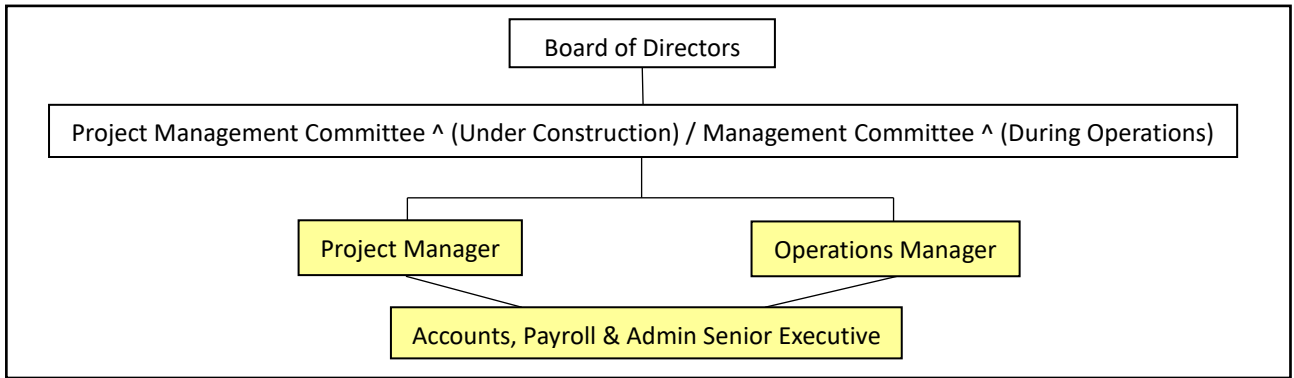 Board of Directors
Project Management Committee ^ (Under Construction) / Management Committee ^ (During Operations)
Project Manager
Operations Manager
Accounts, Payroll & Admin Senior Executive